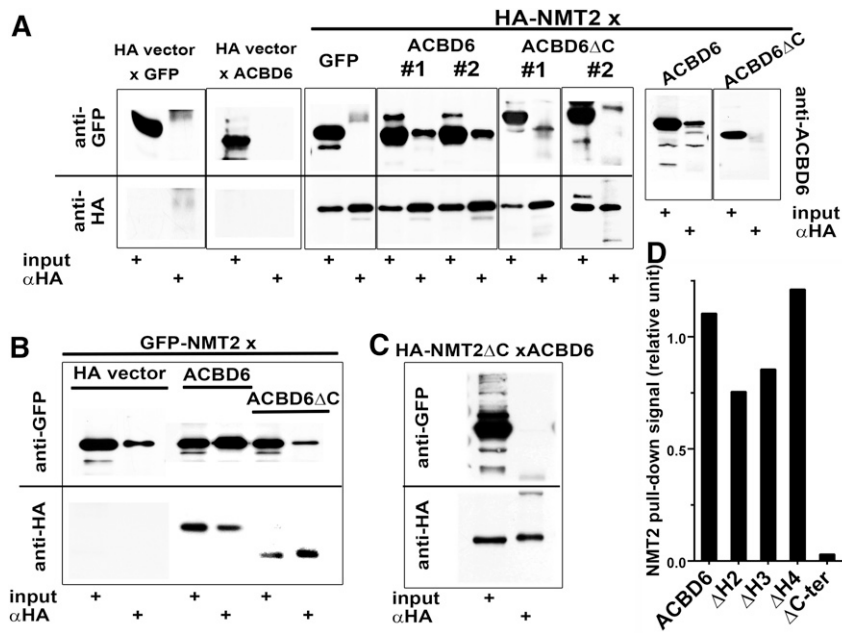 A
HA-NMT2 x
HA vector
x GFP
HA vector
x ACBD6
GFP
ACBD6
#1 #2
ACBD6ΔC
#1 #2
ACBD6
ACBD6ΔC
anti-
GFP
anti-
HA
anti-ACBD6
input + + + + + + +
αHA + + + + + + +
+ + input
+ + αHA
B
GFP-NMT2 x
HA vector
ACBD6
ACBD6ΔC
anti-GFP
anti-HA
input + + +
αHA + + +
C
HA-NMT2ΔC xACBD6
anti-GFP
anti-HA
input +
αHA +
D
NMT2 pull-down signal (relative unit)
1.0
0.5
0.0
ACBD6
ΔH2
ΔH3
ΔH4
ΔC-ter